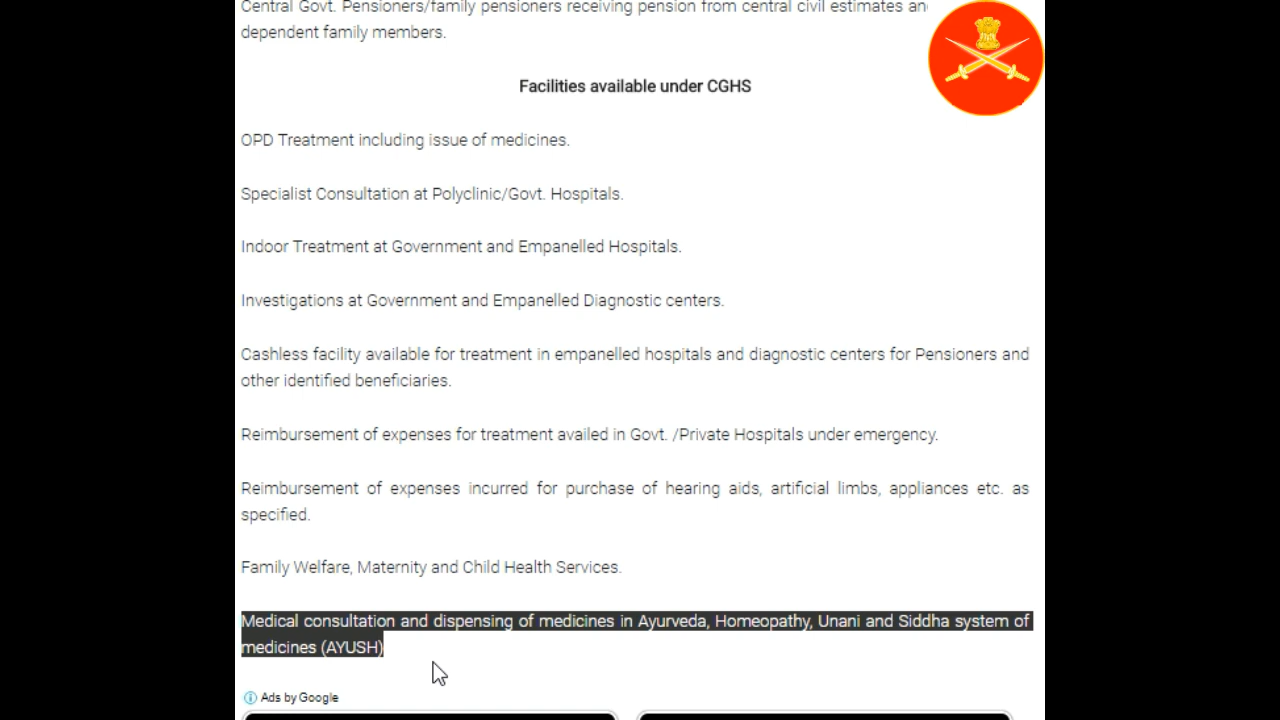 Central Govt. Pensioners/family pensioners receiving pension from central civil estimates an
dependent family members.
Facilities available under CGHS
OPD Treatment including issue of medicines.
Specialist Consultation at Polyclinic/Govt. Hospitals.
Indoor Treatment at Government and Empanelled Hospitals.
Investigations at Government and Empanelled Diagnostic centers.
Cashless facility available for treatment in empanelled hospitals and diagnostic centers for Pensioners and
other identified beneficiaries.
Reimbursement of expenses for treatment availed in Govt. /Private Hospitals under emergency.
Reimbursement of expenses incurred for purchase of hearing aids, artificial limbs, appliances etc. as
specified.
Family Welfare, Maternity and Child Health Services.
Medical consultation and dispensing of medicines in Ayurveda, Homeopathy, Unani and Siddha system of
medicines (AYUSH)
Ads by Google